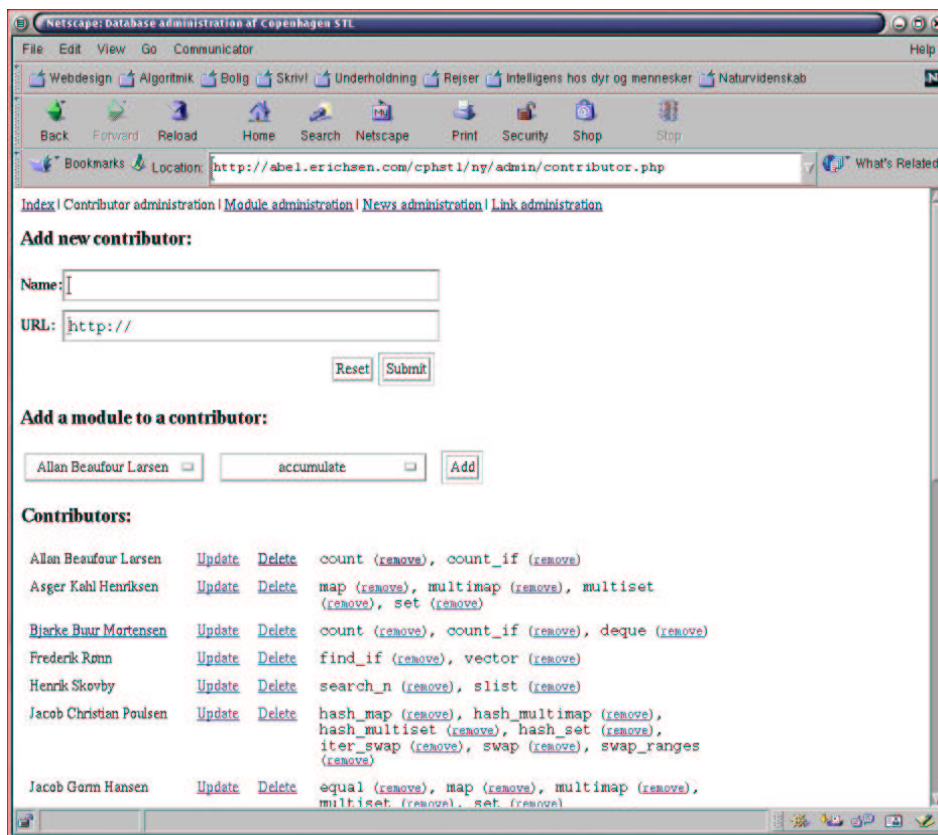 Netscape: Database administration af Copenhagen STL
File Edit View Go Communicator Help
Webdesign Algoritmik Bolig Skriv! Underholdning Rejser Intelligens hos dyr og mennesker Naturvidenskab N
Back Forward Reload Home Search Netscape Print Security Shop Stop
Bookmarks Location: http://abel.erichsen.com/cphstl/ny/admin/contributor.php What's Related
Index | Contributor administration | Module administration | News administration | Link administration
Add new contributor:
Name:
URL: http://
Reset Submit
Add a module to a contributor:
Allan Beaufour Larsen accumulate Add
Contributors:
Allan Beaufour Larsen Update Delete count (remove), count_if (remove)
Asger Kahl Henriksen Update Delete map (remove), multimap (remove), multiset
(remove), set (remove)
Bjarke Buur Mortensen Update Delete count (remove), count_if (remove), deque (remove)
Frederik Rønn Update Delete find_if (remove), vector (remove)
Henrik Skovby Update Delete search_n (remove), slist (remove)
Jacob Christian Poulsen Update Delete hash_map (remove), hash_multimap (remove),
hash_multiset (remove), hash_set (remove),
iter_swap (remove), swap (remove), swap_ranges
(remove)
Jacob Gorm Hansen Update Delete equal (remove), map (remove), multimap (remove),
multiset (remove), set (remove)